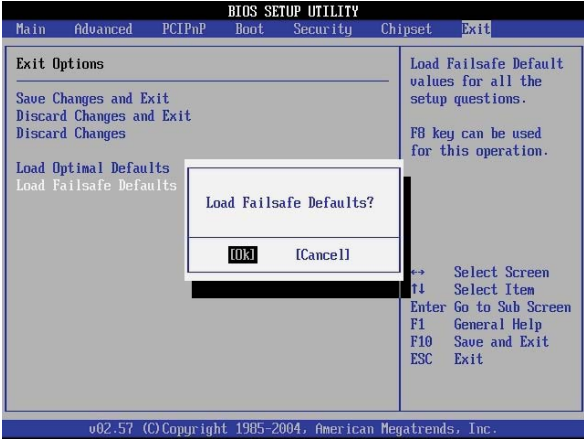 BIOS SETUP UTILITY
Main Advanced PCIPnP Boot Security Chipset Exit
Exit Options
Save Changes and Exit
Discard Changes and Exit
Discard Changes
Load Optimal Defaults
Load Failsafe Defaults
Load Failsafe Defaults?
[Ok] [Cancel]
Load Failsafe Default
values for all the
setup questions.
F8 key can be used
for this operation.
↔ Select Screen
↑↓ Select Item
Enter Go to Sub Screen
F1 General Help
F10 Save and Exit
ESC Exit
v02.57 (C)Copyright 1985-2004, American Megatrends, Inc.